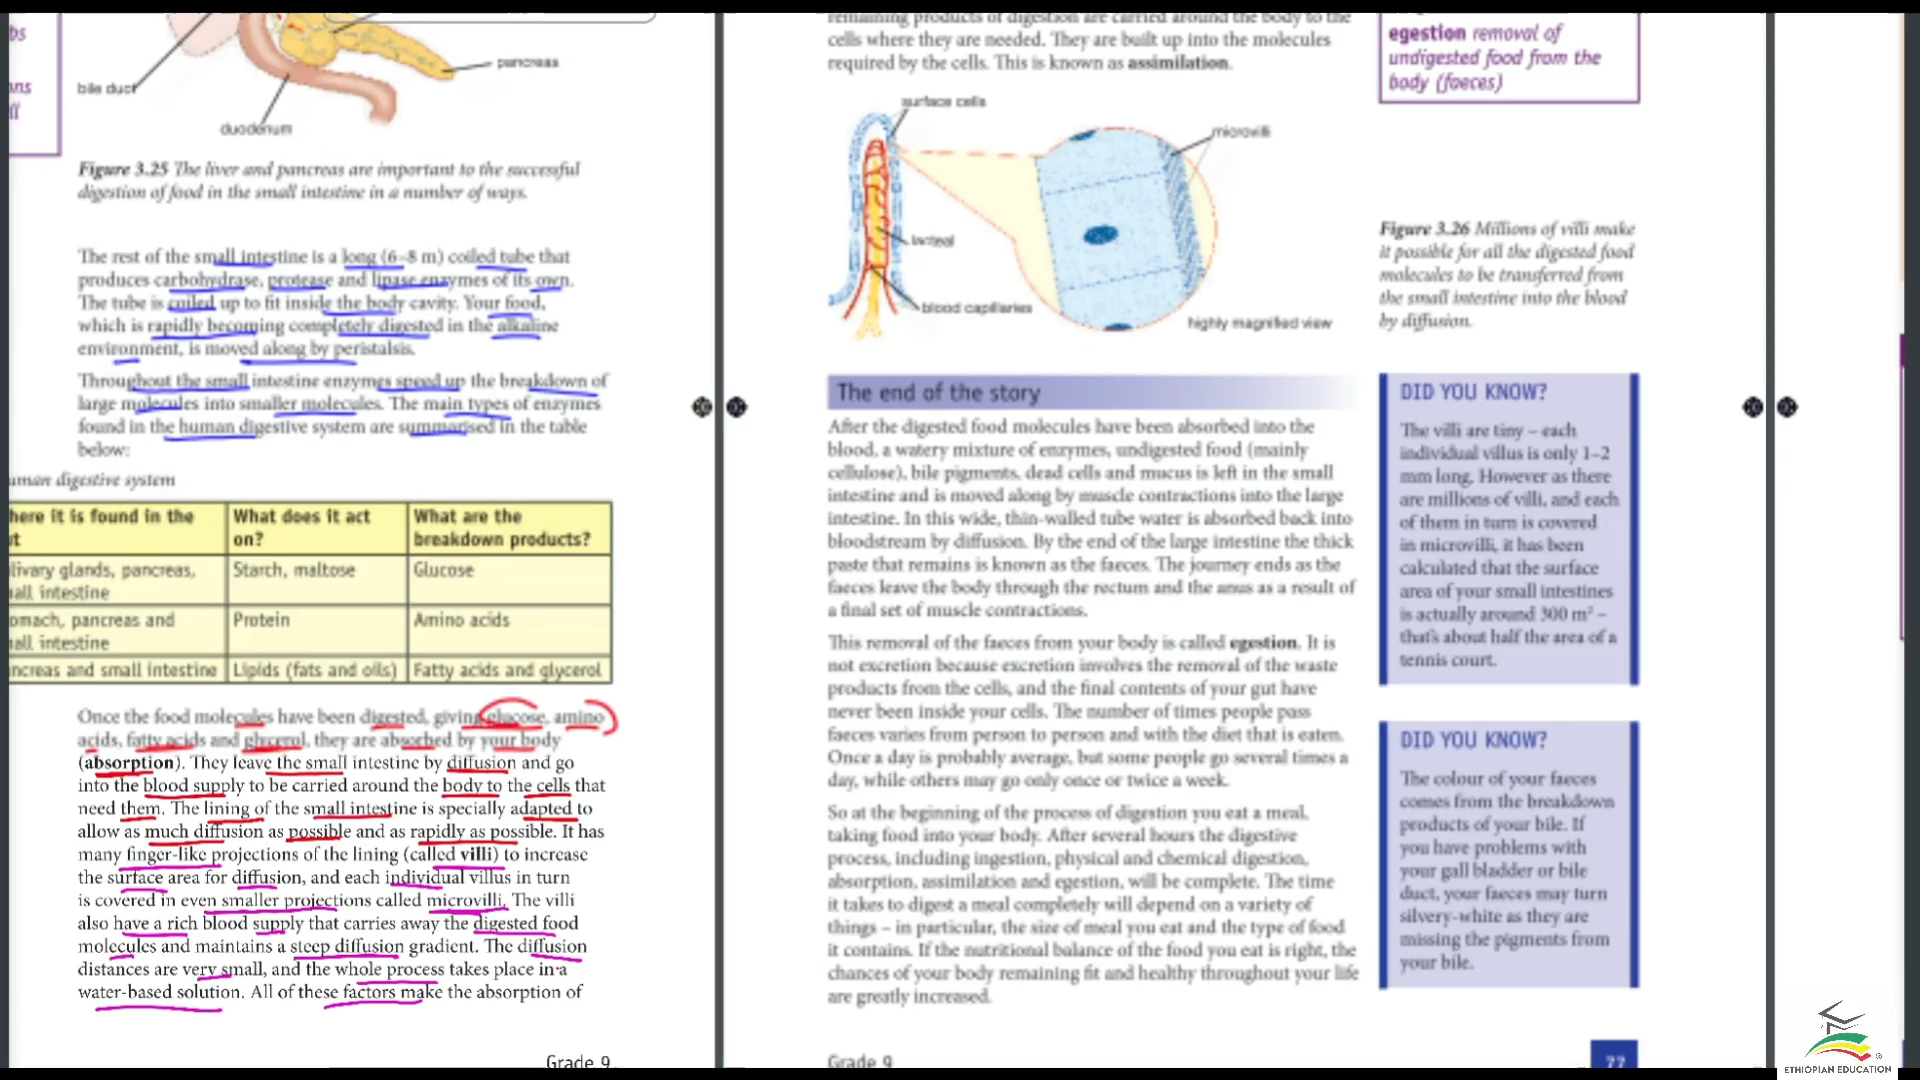 bs
ns
ll
bile duct
pancreas
duodenum
Figure 3.25 The liver and pancreas are important to the successful
digestion of food in the small intestine in a number of ways.
The rest of the small intestine is a long (6–8 m) coiled tube that
produces carbohydrase, protease and lipase enzymes of its own.
The tube is coiled up to fit inside the body cavity. Your food,
which is rapidly becoming completely digested in the alkaline
environment, is moved along by peristalsis.
Throughout the small intestine enzymes speed up the breakdown of
large molecules into smaller molecules. The main types of enzymes
found in the human digestive system are summarised in the table
below:
uman digestive system
here it is found in the
t
What does it act
on?
What are the
breakdown products?
livary glands, pancreas,
all intestine
Starch, maltose
Glucose
omach, pancreas and
all intestine
Protein
Amino acids
ncreas and small intestine
Lipids (fats and oils)
Fatty acids and glycerol
Once the food molecules have been digested, giving glucose, amino
acids, fatty acids and glycerol, they are absorbed by your body
(absorption). They leave the small intestine by diffusion and go
into the blood supply to be carried around the body to the cells that
need them. The lining of the small intestine is specially adapted to
allow as much diffusion as possible and as rapidly as possible. It has
many finger-like projections of the lining (called villi) to increase
the surface area for diffusion, and each individual villus in turn
is covered in even smaller projections called microvilli. The villi
also have a rich blood supply that carries away the digested food
molecules and maintains a steep diffusion gradient. The diffusion
distances are very small, and the whole process takes place in a
water-based solution. All of these factors make the absorption of
Grade 9
remaining products of digestion are carried around the body to the
cells where they are needed. They are built up into the molecules
required by the cells. This is known as assimilation.
surface cells
microvilli
lacteal
blood capillaries
highly magnified view
The end of the story
After the digested food molecules have been absorbed into the
blood, a watery mixture of enzymes, undigested food (mainly
cellulose), bile pigments, dead cells and mucus is left in the small
intestine and is moved along by muscle contractions into the large
intestine. In this wide, thin-walled tube water is absorbed back into
bloodstream by diffusion. By the end of the large intestine the thick
paste that remains is known as the faeces. The journey ends as the
faeces leave the body through the rectum and the anus as a result of
a final set of muscle contractions.
This removal of the faeces from your body is called egestion. It is
not excretion because excretion involves the removal of the waste
products from the cells, and the final contents of your gut have
never been inside your cells. The number of times people pass
faeces varies from person to person and with the diet that is eaten.
Once a day is probably average, but some people go several times a
day, while others may go only once or twice a week.
So at the beginning of the process of digestion you eat a meal,
taking food into your body. After several hours the digestive
process, including ingestion, physical and chemical digestion,
absorption, assimilation and egestion, will be complete. The time
it takes to digest a meal completely will depend on a variety of
things – in particular, the size of meal you eat and the type of food
it contains. If the nutritional balance of the food you eat is right, the
chances of your body remaining fit and healthy throughout your life
are greatly increased.
Grade 9
egestion removal of
undigested food from the
body (faeces)
Figure 3.26 Millions of villi make
it possible for all the digested food
molecules to be transferred from
the small intestine into the blood
by diffusion.
DID YOU KNOW?
The villi are tiny – each
individual villus is only 1–2
mm long. However as there
are millions of villi, and each
of them in turn is covered
in microvilli, it has been
calculated that the surface
area of your small intestines
is actually around 300 m² –
that's about half the area of a
tennis court.
DID YOU KNOW?
The colour of your faeces
comes from the breakdown
products of your bile. If
you have problems with
your gall bladder or bile
duct, your faeces may turn
silvery-white as they are
missing the pigments from
your bile.
77
ETHIOPIAN EDUCATION